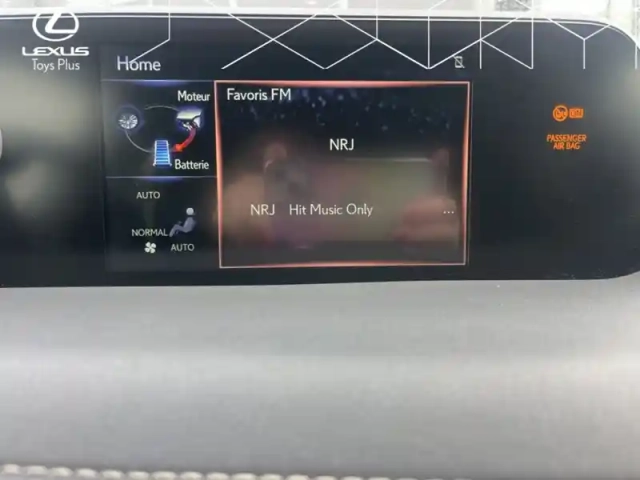 LEXUS
Toys Plus
Home
Moteur
Batterie
Favoris FM
NRJ
NRJ Hit Music Only ...
AUTO
NORMAL
AUTO
PASSENGER
AIR BAG